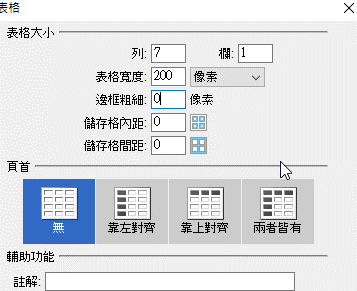 表格
表格大小
列: 7 欄: 1
表格寬度: 200 像素
邊框粗細: 0 像素
儲存格內距: 0
儲存格間距: 0
頁首
無 靠左對齊 靠上對齊 兩者皆有
輔助功能
註解: